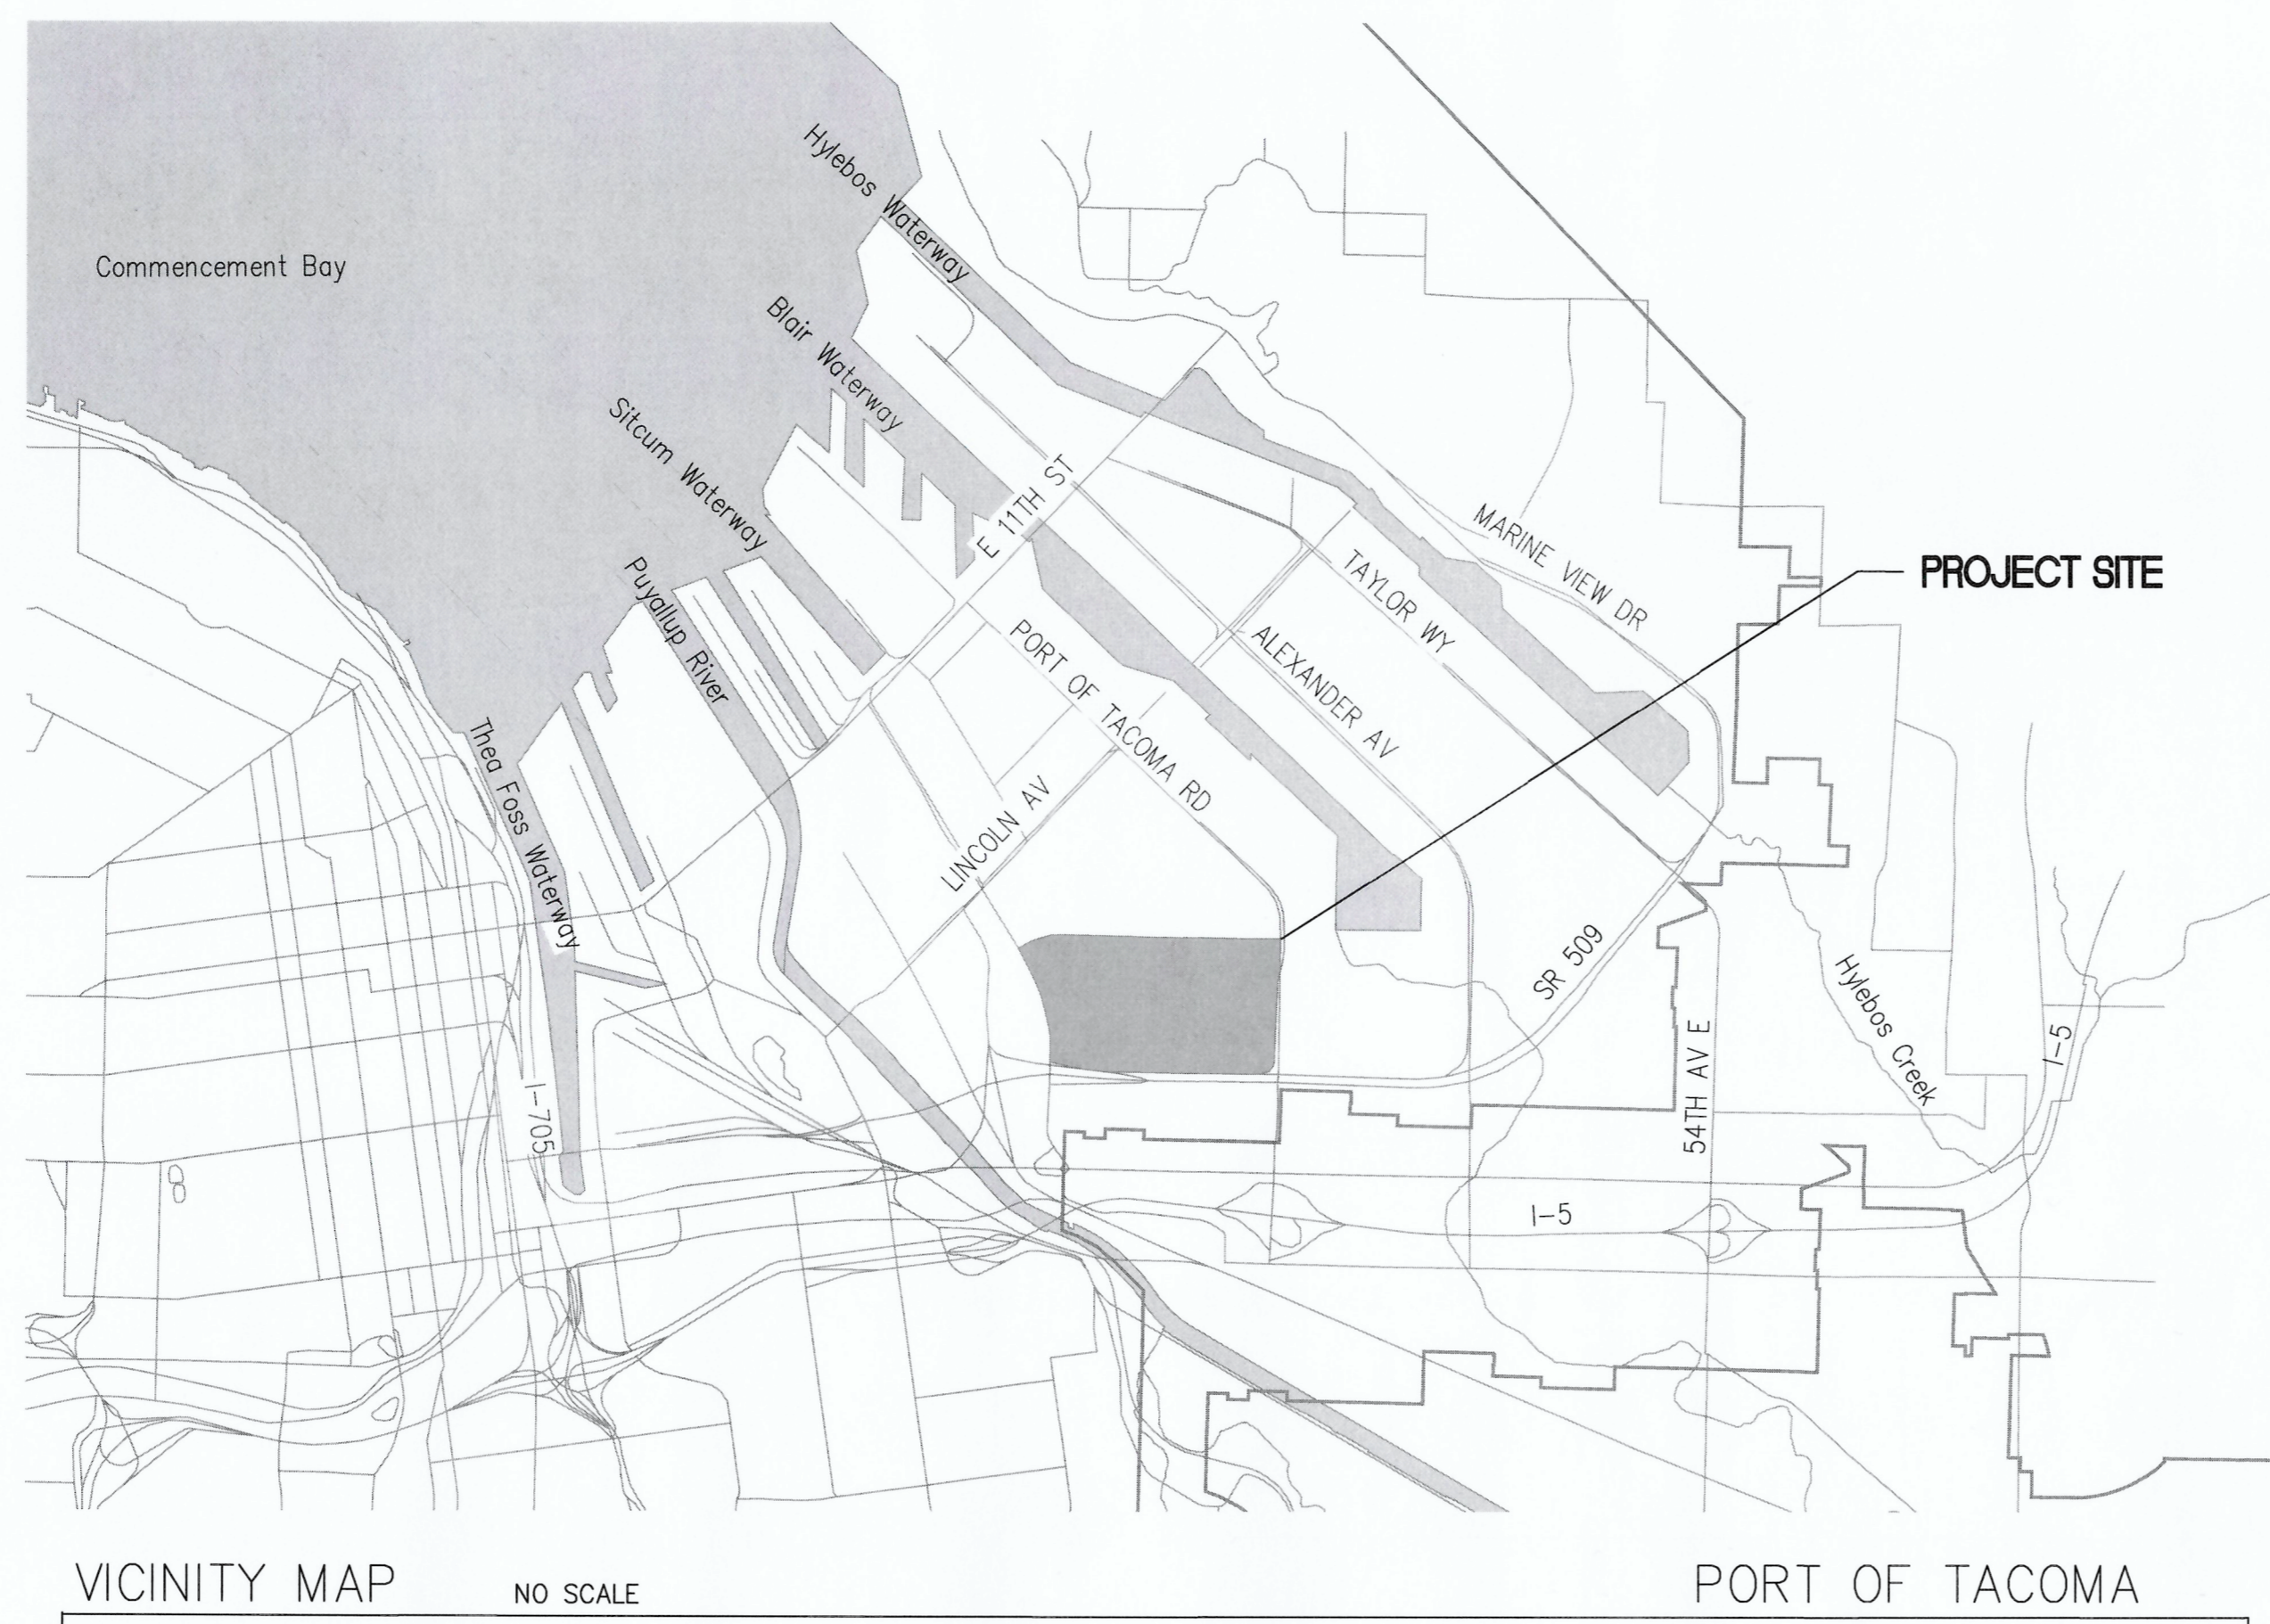 Hylebos Waterway
Commencement Bay
Blair Waterway
Sitcum Waterway
E 11TH ST
MARINE VIEW DR
PROJECT SITE
TAYLOR WY
Puyallup River
PORT OF TACOMA RD
ALEXANDER AV
Thea Foss Waterway
LINCOLN AV
SR 509
Hylebos Creek
54TH AV E
I-5
I-705
I-5
VICINITY MAP
NO SCALE
PORT OF TACOMA